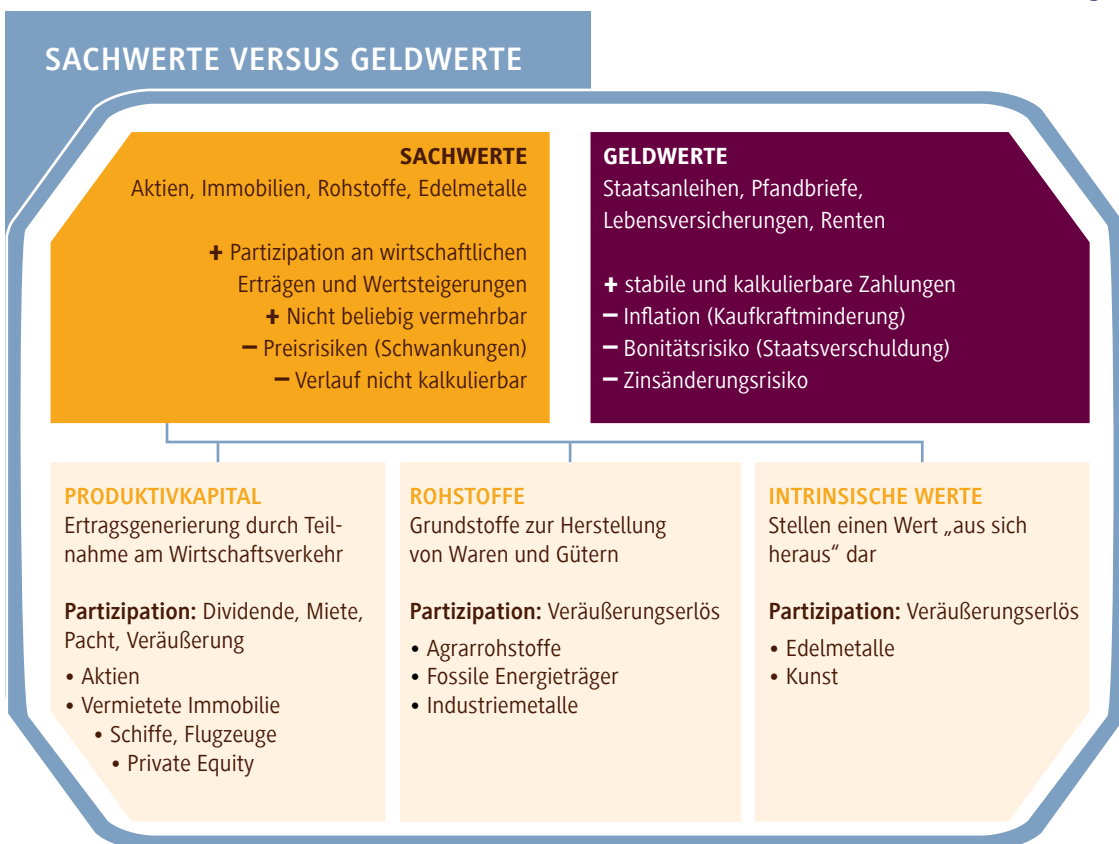 SACHWERTE VERSUS GELDWERTE
SACHWERTE
Aktien, Immobilien, Rohstoffe, Edelmetalle
+ Partizipation an wirtschaftlichen
Erträgen und Wertsteigerungen
+ Nicht beliebig vermehrbar
– Preisrisiken (Schwankungen)
– Verlauf nicht kalkulierbar
GELDWERTE
Staatsanleihen, Pfandbriefe,
Lebensversicherungen, Renten
+ stabile und kalkulierbare Zahlungen
– Inflation (Kaufkraftminderung)
– Bonitätsrisiko (Staatsverschuldung)
– Zinsänderungsrisiko
PRODUKTIVKAPITAL
Ertragsgenerierung durch Teil-
nahme am Wirtschaftsverkehr
Partizipation: Dividende, Miete,
Pacht, Veräußerung
• Aktien
• Vermietete Immobilie
• Schiffe, Flugzeuge
• Private Equity
ROHSTOFFE
Grundstoffe zur Herstellung
von Waren und Gütern
Partizipation: Veräußerungserlös
• Agrarrohstoffe
• Fossile Energieträger
• Industriemetalle
INTRINSISCHE WERTE
Stellen einen Wert „aus sich
heraus“ dar
Partizipation: Veräußerungserlös
• Edelmetalle
• Kunst